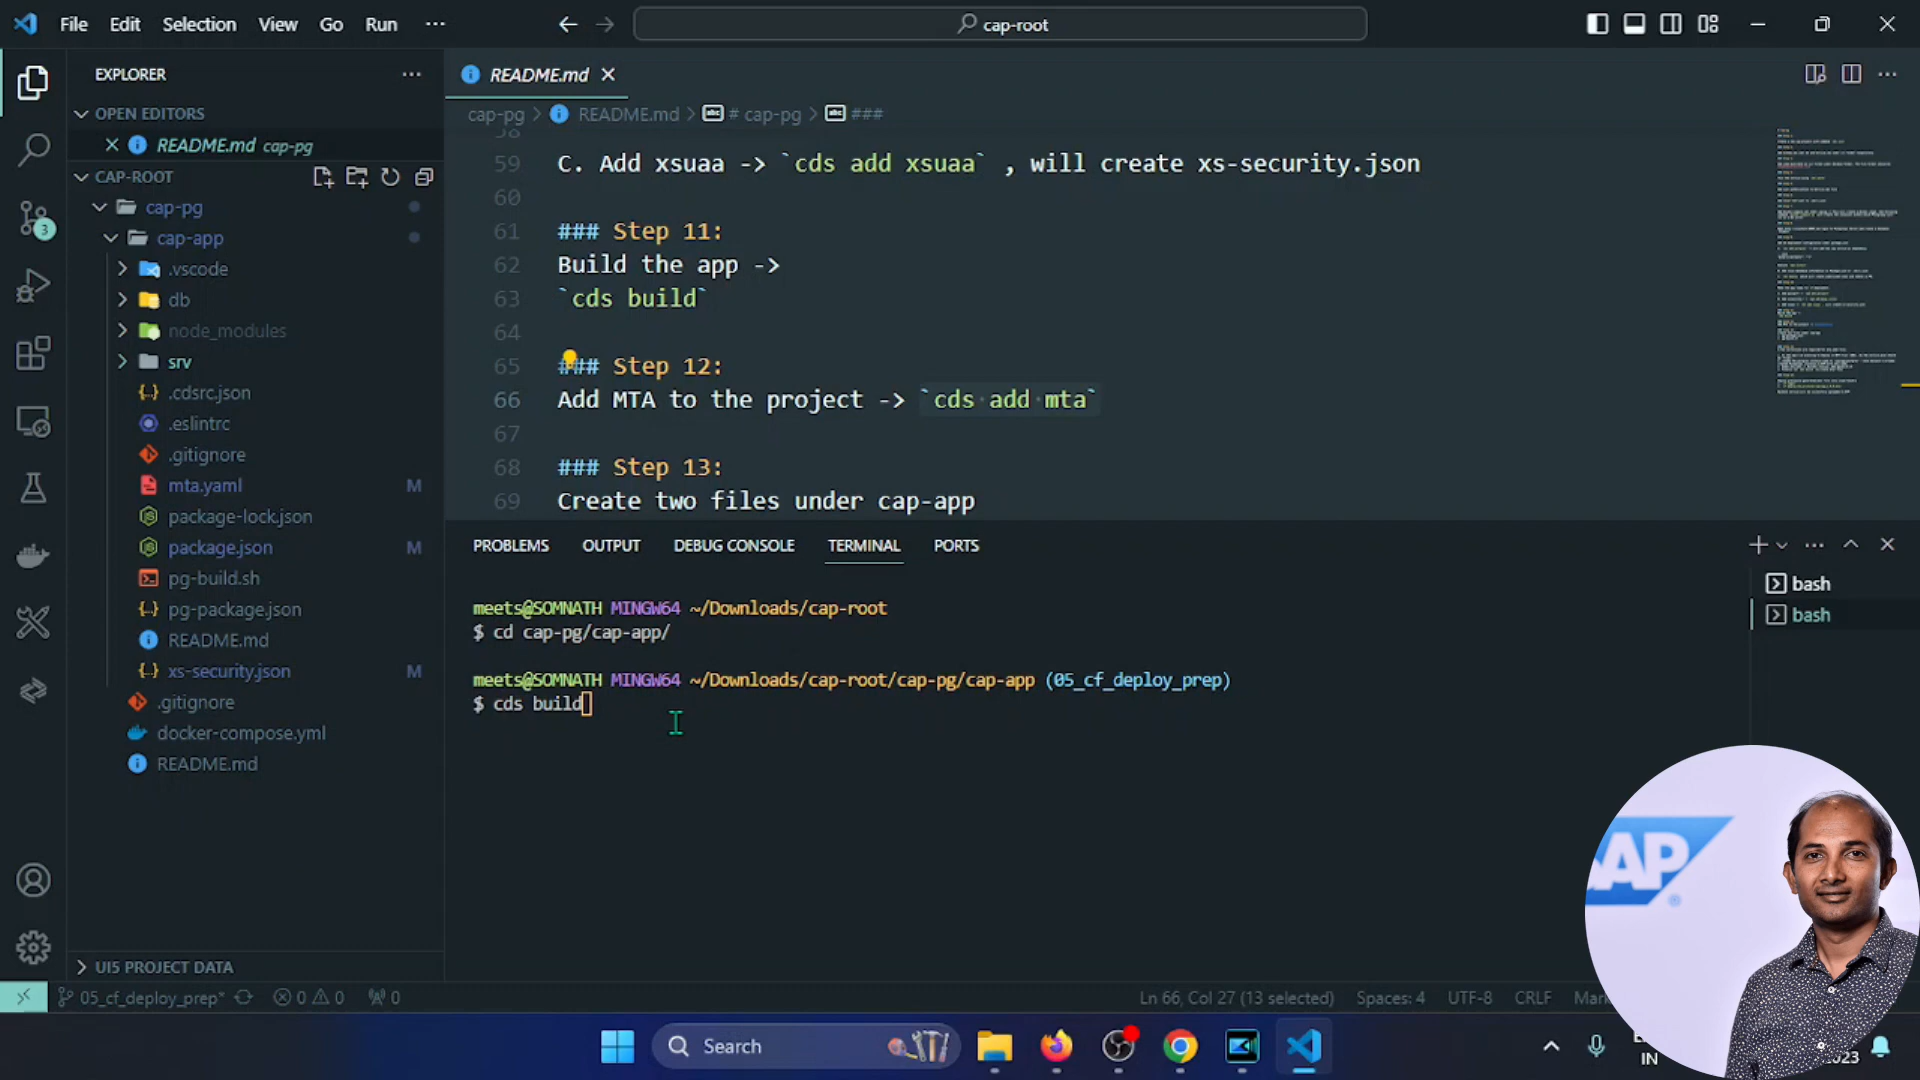 File Edit Selection View Go Run ···
cap-root
EXPLORER
OPEN EDITORS
README.md cap-pg
CAP-ROOT
cap-pg
cap-app
.vscode
db
node_modules
srv
.cdsrc.json
.eslintrc
.gitignore
mta.yaml M
package-lock.json
package.json M
pg-build.sh
pg-package.json
README.md
xs-security.json M
.gitignore
docker-compose.yml
README.md
UI5 PROJECT DATA
3
README.md
cap-pg > README.md > # cap-pg > ###
58
59 C. Add xsuaa -> `cds add xsuaa` , will create xs-security.json
60
61 ### Step 11:
62 Build the app ->
63 `cds build`
64
65 ### Step 12:
66 Add MTA to the project -> `cds add mta`
67
68 ### Step 13:
69 Create two files under cap-app
PROBLEMS OUTPUT DEBUG CONSOLE TERMINAL PORTS
bash
bash
meets@SOMNATH MINGW64 ~/Downloads/cap-root
$ cd cap-pg/cap-app/
meets@SOMNATH MINGW64 ~/Downloads/cap-root/cap-pg/cap-app (05_cf_deploy_prep)
$ cds build
AP
05_cf_deploy_prep* 0 0 0
Ln 66, Col 27 (13 selected) Spaces: 4 UTF-8 CRLF Mar
Search
IN
2023